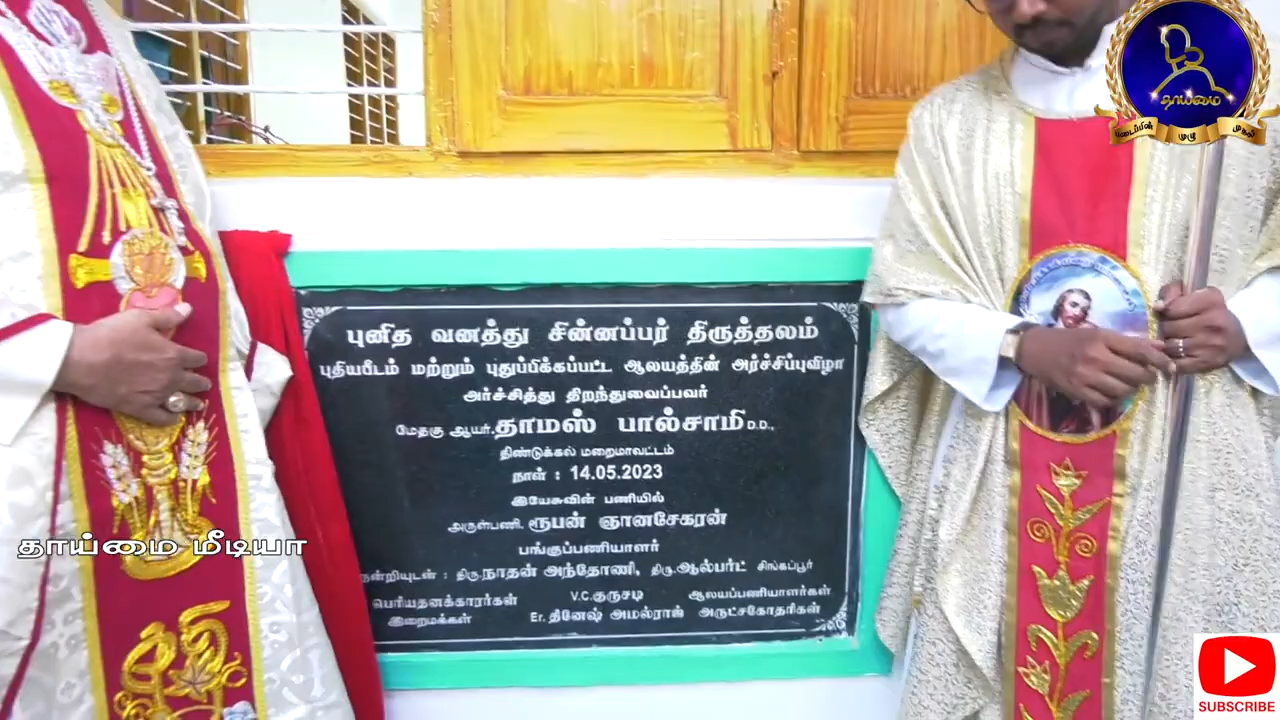 தாய்மை
படைப்பின் முழு முதல்
புனித வனத்து சின்னப்பர் திருத்தலம்
புதியபீடம் மற்றும் புதுப்பிக்கப்பட்ட ஆலயத்தின் அர்ச்சிப்புவிழா
அர்ச்சித்து திறந்துவைப்பவர்
மேதகு ஆயர். தாமஸ் பால்சாமி D.D.,
திண்டுக்கல் மறைமாவட்டம்
நாள் : 14.05.2023
இயேசுவின் பணியில்
அருள்பணி. ரூபன் ஞானசேகரன்
பங்குப்பணியாளர்
நன்றியுடன் : திரு.நாதன் அந்தோணி, திரு.ஆல்பர்ட் சிங்கப்பூர்
பெரியதனக்காரர்கள் V.C.குருசடி ஆலயப்பணியாளர்கள்
இறைமக்கள் Er. தினேஷ் அமல்ராஜ் அருட்சகோதரிகள்
தாய்மை மீடியா
SUBSCRIBE